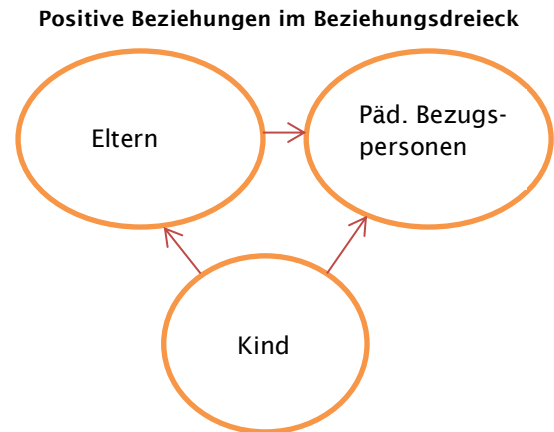 Positive Beziehungen im Beziehungsdreieck
Eltern
Päd. Bezugs-
personen
Kind